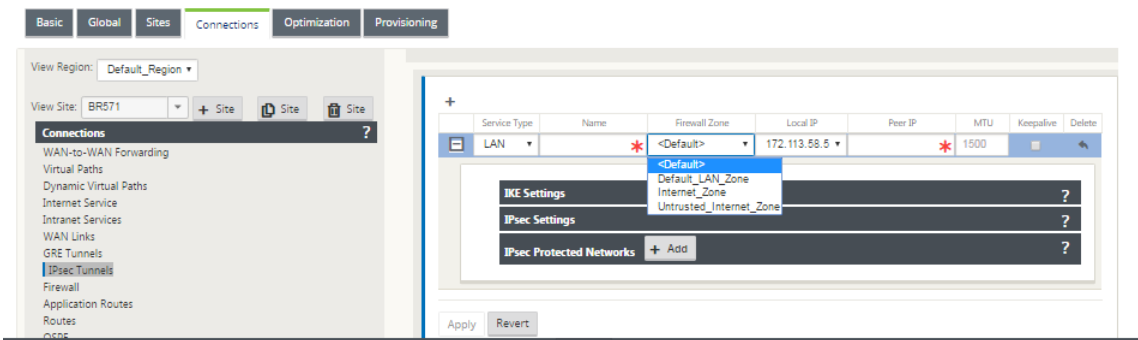 Basic Global Sites Connections Optimization Provisioning
View Region: Default_Region
View Site: BR571 + Site Site Site
Connections ?
WAN-to-WAN Forwarding
Virtual Paths
Dynamic Virtual Paths
Internet Service
Intranet Services
WAN Links
GRE Tunnels
IPsec Tunnels
Firewall
Application Routes
Routes
OSPF
+
Service Type Name Firewall Zone Local IP Peer IP MTU Keepalive Delete
LAN * <Default> 172.113.58.5 * 1500
<Default>
Default_LAN_Zone
Internet_Zone
Untrusted_Internet_Zone
IKE Settings ?
IPsec Settings ?
IPsec Protected Networks + Add ?
Apply Revert